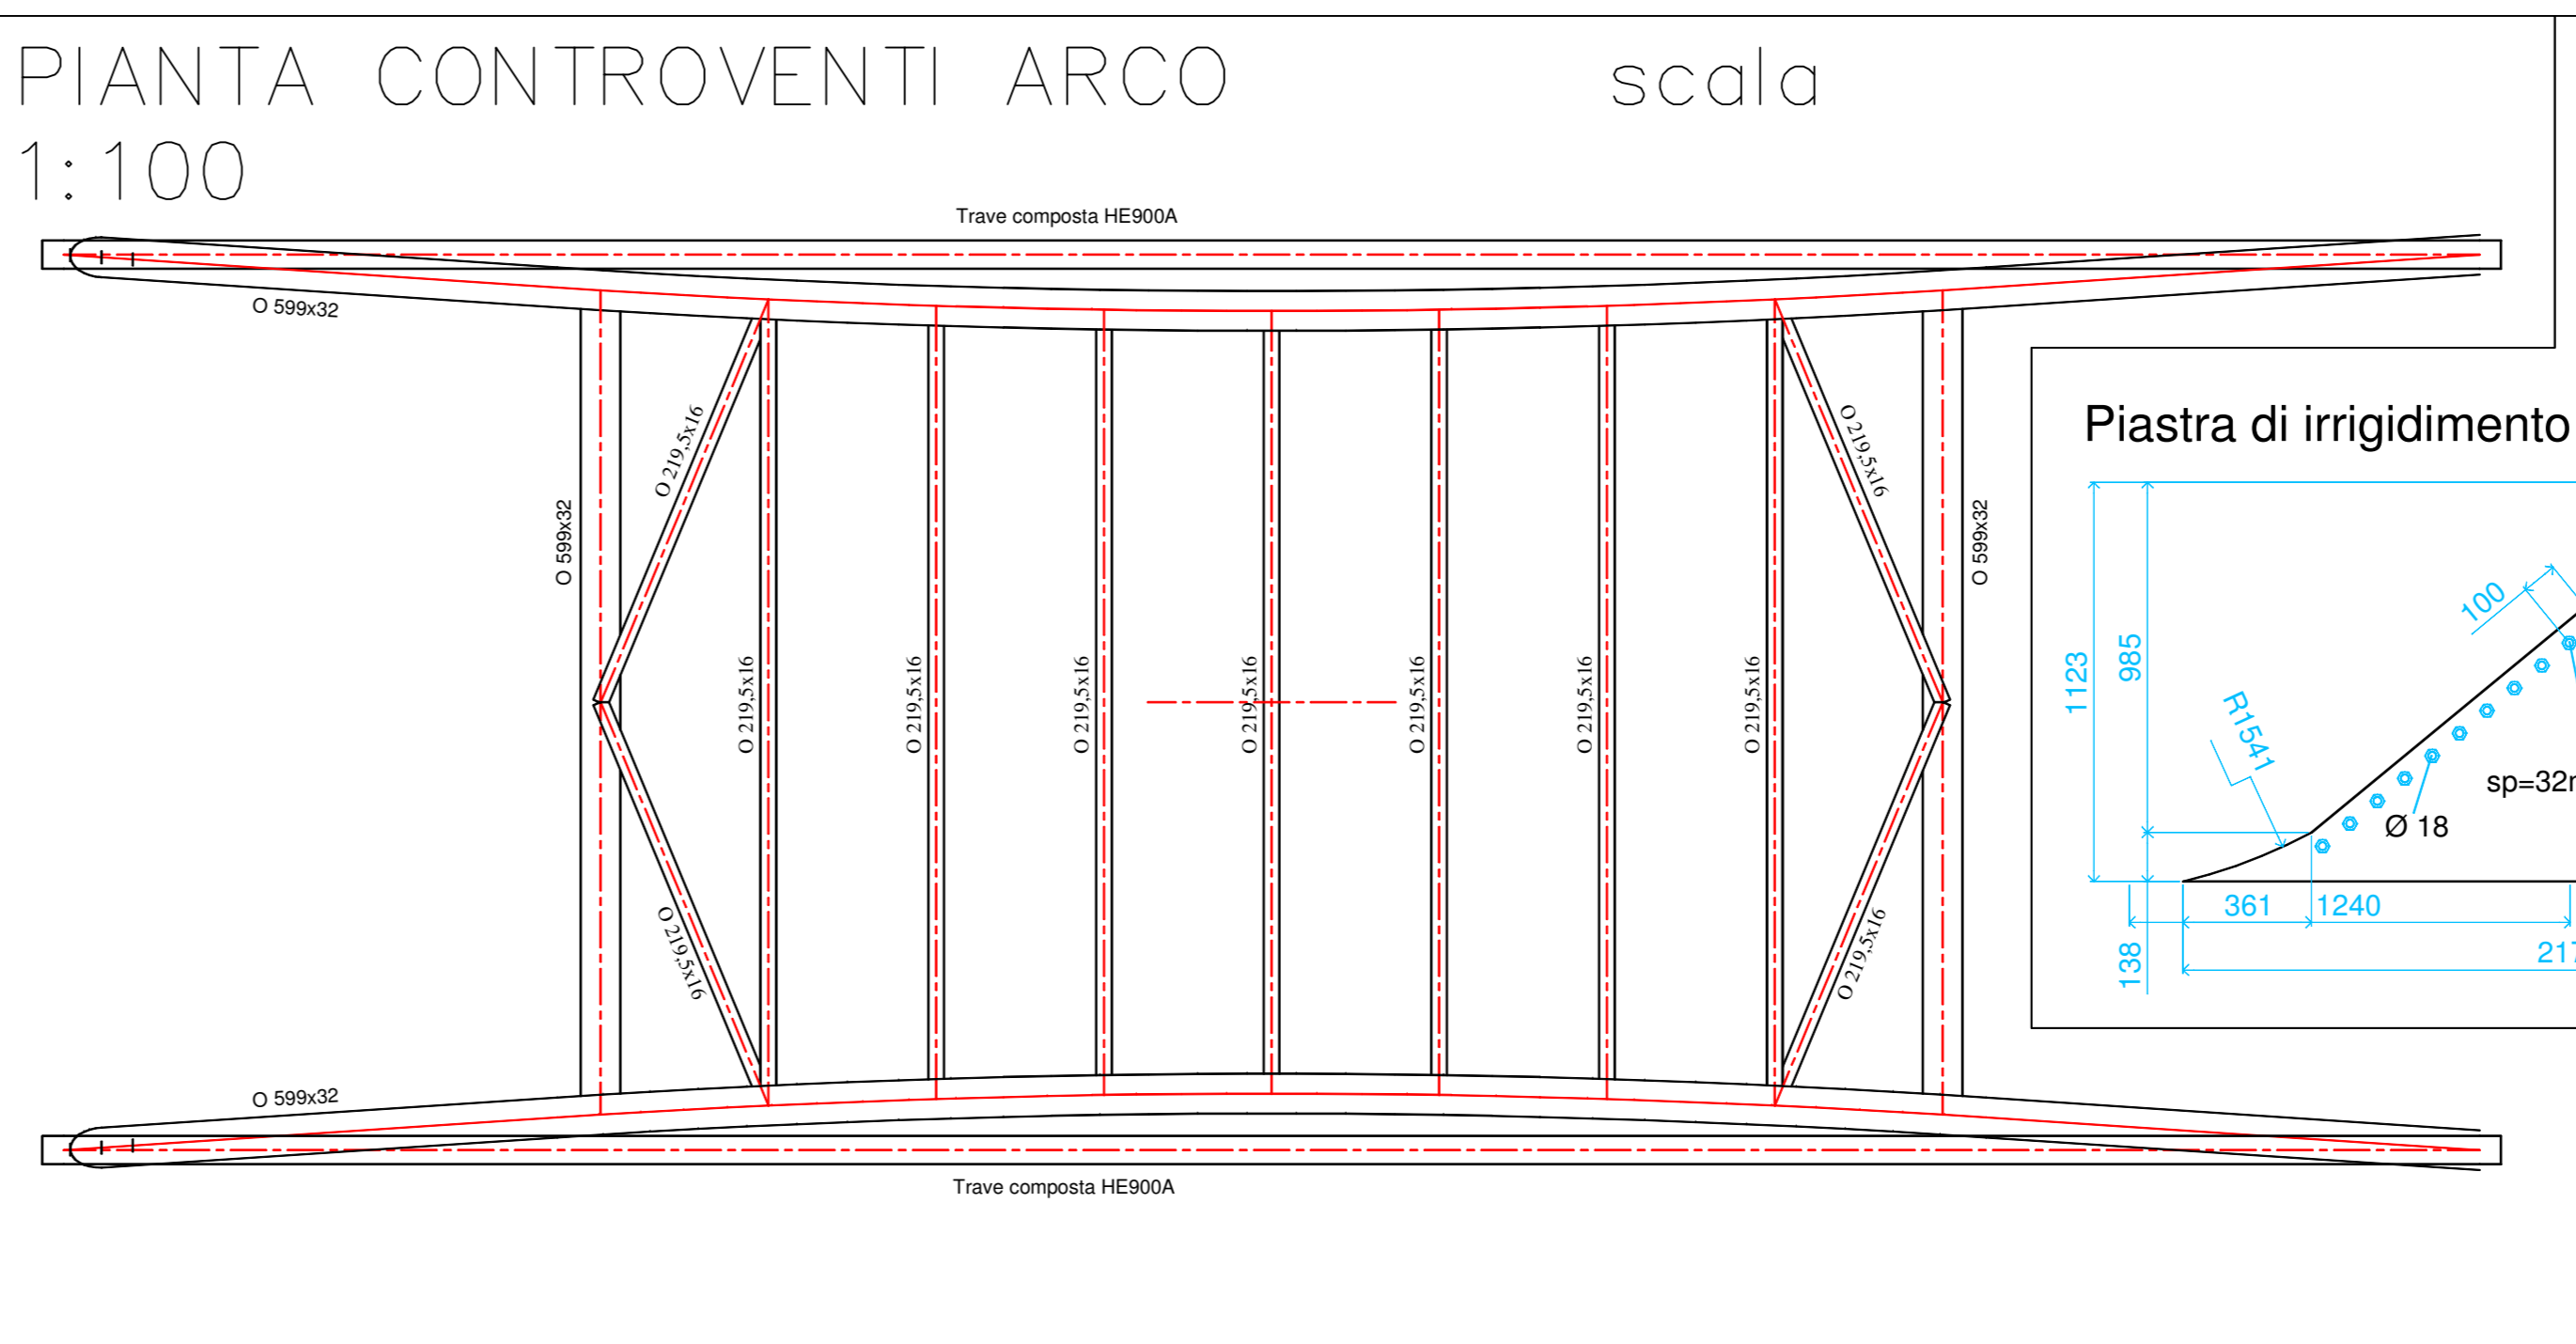 PIANTA CONTROVENTI ARCO scala
1:100
Trave composta HE900A
O 599x32
O 219,5x16
O 219,5x16
O 599x32
O 599x32
O 219,5x16
O 219,5x16
O 219,5x16
O 219,5x16
O 219,5x16
O 219,5x16
O 219,5x16
O 219,5x16
O 219,5x16
O 599x32
Trave composta HE900A
Piastra di irrigidimento
100
1123
985
R1541
sp=32
Ø 18
361
1240
138
217